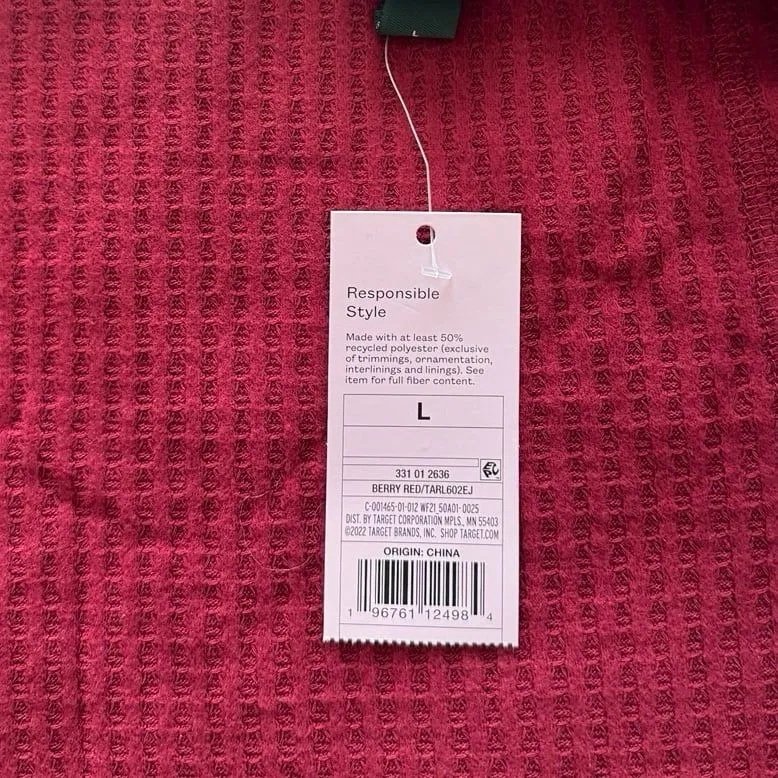 L
Responsible
Style
Made with at least 50%
recycled polyester (exclusive
of trimmings, ornamentation,
interlinings and linings). See
item for full fiber content.
L
331 01 2636
BERRY RED/TARL602EJ
C-001465-01-012 WF21_50A01-0025
DIST. BY TARGET CORPORATION MPLS., MN 55403
©2022 TARGET BRANDS, INC. SHOP TARGET.COM
ORIGIN: CHINA
1 96761 12498 4